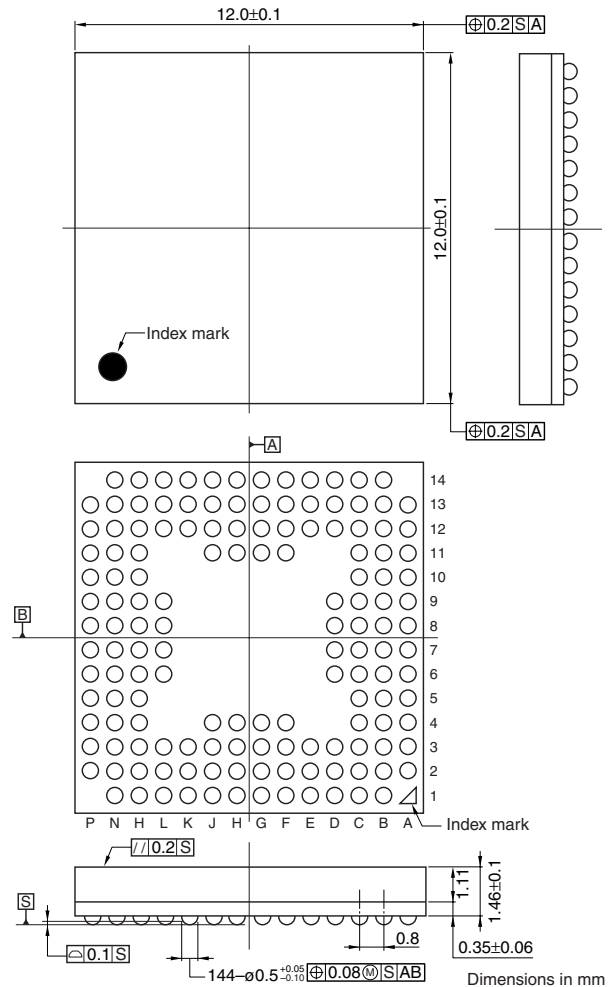 12.0±0.1
⌖ 0.2 S A
12.0±0.1
Index mark
⌖ 0.2 S A
A
14
13
12
11
10
9
B
8
7
6
5
4
3
2
1
P N H L K J H G F E D C B A
Index mark
// 0.2 S
S
1.11
1.46±0.1
0.8
0.35±0.06
⌓ 0.1 S
144–ø0.5 +0.05 −0.10 ⌖ 0.08 Ⓜ S AB
Dimensions in mm